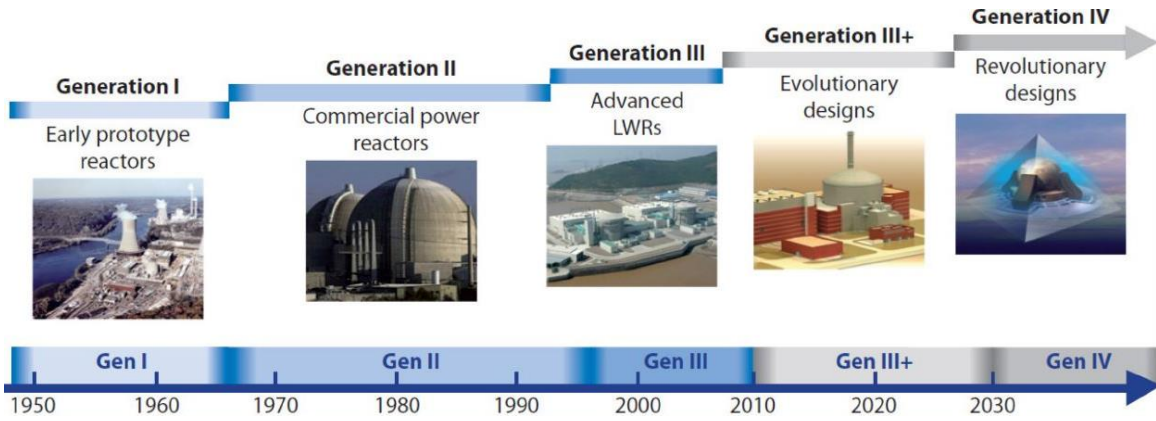 Generation I
Early prototype
reactors
Generation II
Commercial power
reactors
Generation III
Advanced
LWRs
Generation III+
Evolutionary
designs
Generation IV
Revolutionary
designs
Gen I Gen II Gen III Gen III+ Gen IV
1950 1960 1970 1980 1990 2000 2010 2020 2030